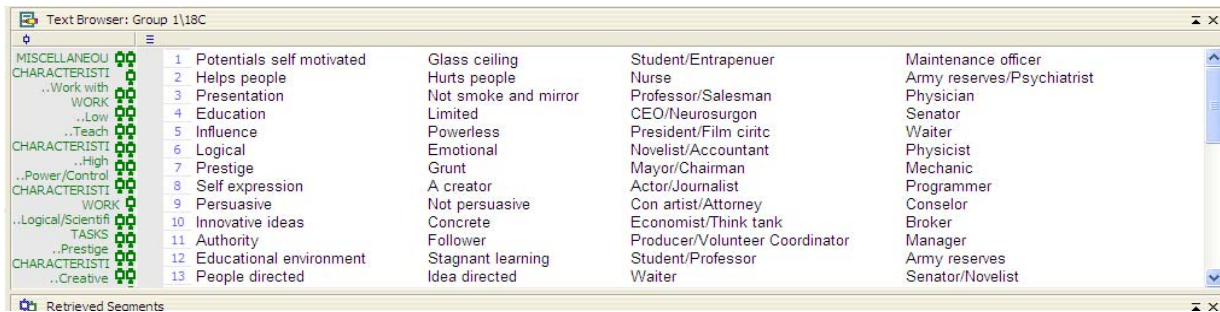 Text Browser: Group 1\18C
MISCELLANEOU
CHARACTERISTI
..Work with
WORK
..Low
..Teach
CHARACTERISTI
..High
..Power/Control
CHARACTERISTI
WORK
..Logical/Scientifi
TASKS
..Prestige
CHARACTERISTI
..Creative
1 Potentials self motivated Glass ceiling Student/Entrapenuer Maintenance officer
2 Helps people Hurts people Nurse Army reserves/Psychiatrist
3 Presentation Not smoke and mirror Professor/Salesman Physician
4 Education Limited CEO/Neurosurgon Senator
5 Influence Powerless President/Film ciritc Waiter
6 Logical Emotional Novelist/Accountant Physicist
7 Prestige Grunt Mayor/Chairman Mechanic
8 Self expression A creator Actor/Journalist Programmer
9 Persuasive Not persuasive Con artist/Attorney Conselor
10 Innovative ideas Concrete Economist/Think tank Broker
11 Authority Follower Producer/Volunteer Coordinator Manager
12 Educational environment Stagnant learning Student/Professor Army reserves
13 People directed Idea directed Waiter Senator/Novelist
Retrieved Segments